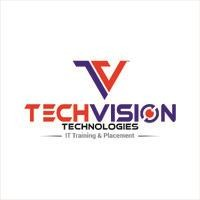 TECHVISION
TECHNOLOGIES
IT Training & Placement